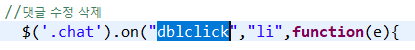 //댓글 수정 삭제
$('.chat').on("dblclick","li",function(e){